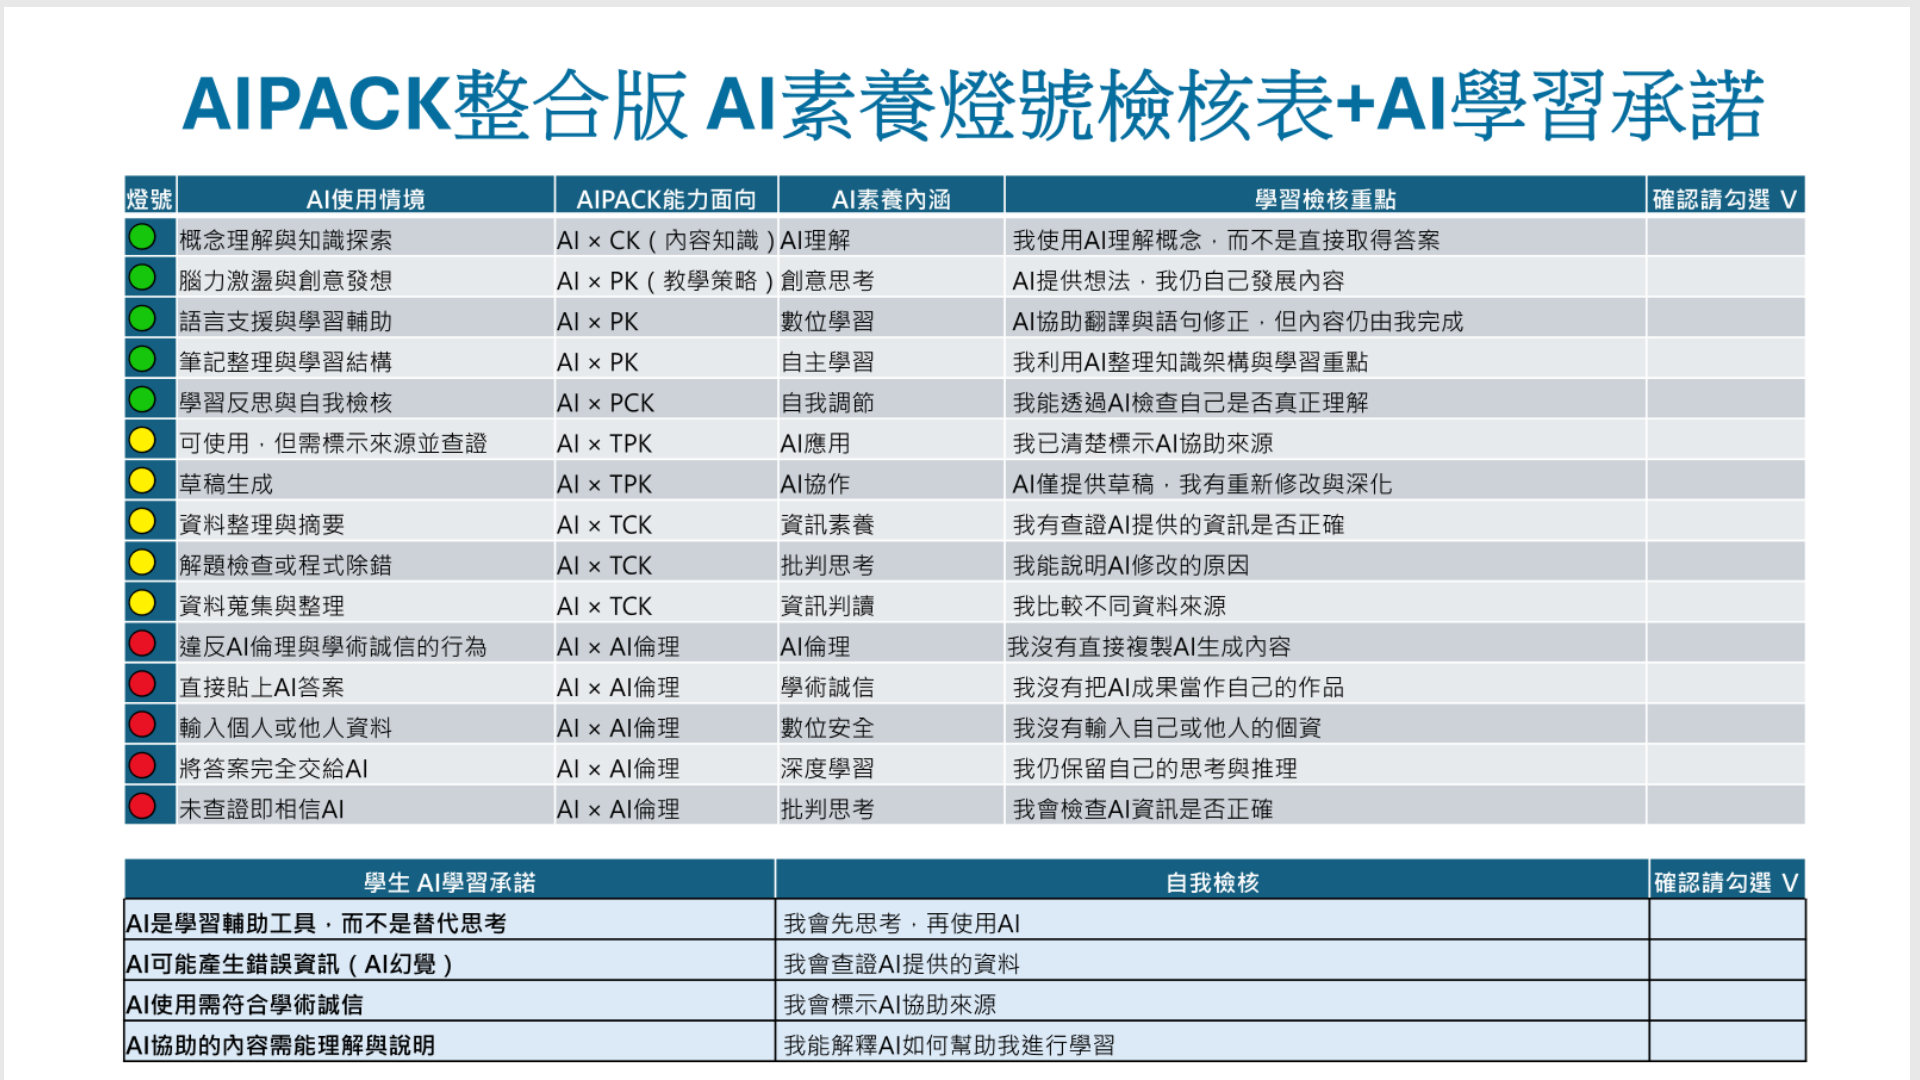 AIPACK整合版 AI素養燈號檢核表+AI學習承諾
燈號 AI使用情境 AIPACK能力面向 AI素養內涵 學習檢核重點 確認請勾選 V
概念理解與知識探索 AI × CK（內容知識） AI理解 我使用AI理解概念，而不是直接取得答案
腦力激盪與創意發想 AI × PK（教學策略） 創意思考 AI提供想法，我仍自己發展內容
語言支援與學習輔助 AI × PK 數位學習 AI協助翻譯與語句修正，但內容仍由我完成
筆記整理與學習結構 AI × PK 自主學習 我利用AI整理知識架構與學習重點
學習反思與自我檢核 AI × PCK 自我調節 我能透過AI檢查自己是否真正理解
可使用，但需標示來源並查證 AI × TPK AI應用 我已清楚標示AI協助來源
草稿生成 AI × TPK AI協作 AI僅提供草稿，我有重新修改與深化
資料整理與摘要 AI × TCK 資訊素養 我有查證AI提供的資訊是否正確
解題檢查或程式除錯 AI × TCK 批判思考 我能說明AI修改的原因
資料蒐集與整理 AI × TCK 資訊判讀 我比較不同資料來源
違反AI倫理與學術誠信的行為 AI × AI倫理 AI倫理 我沒有直接複製AI生成內容
直接貼上AI答案 AI × AI倫理 學術誠信 我沒有把AI成果當作自己的作品
輸入個人或他人資料 AI × AI倫理 數位安全 我沒有輸入自己或他人的個資
將答案完全交給AI AI × AI倫理 深度學習 我仍保留自己的思考與推理
未查證即相信AI AI × AI倫理 批判思考 我會檢查AI資訊是否正確
學生 AI學習承諾 自我檢核 確認請勾選 V
AI是學習輔助工具，而不是替代思考 我會先思考，再使用AI
AI可能產生錯誤資訊（AI幻覺） 我會查證AI提供的資料
AI使用需符合學術誠信 我會標示AI協助來源
AI協助的內容需能理解與說明 我能解釋AI如何幫助我進行學習